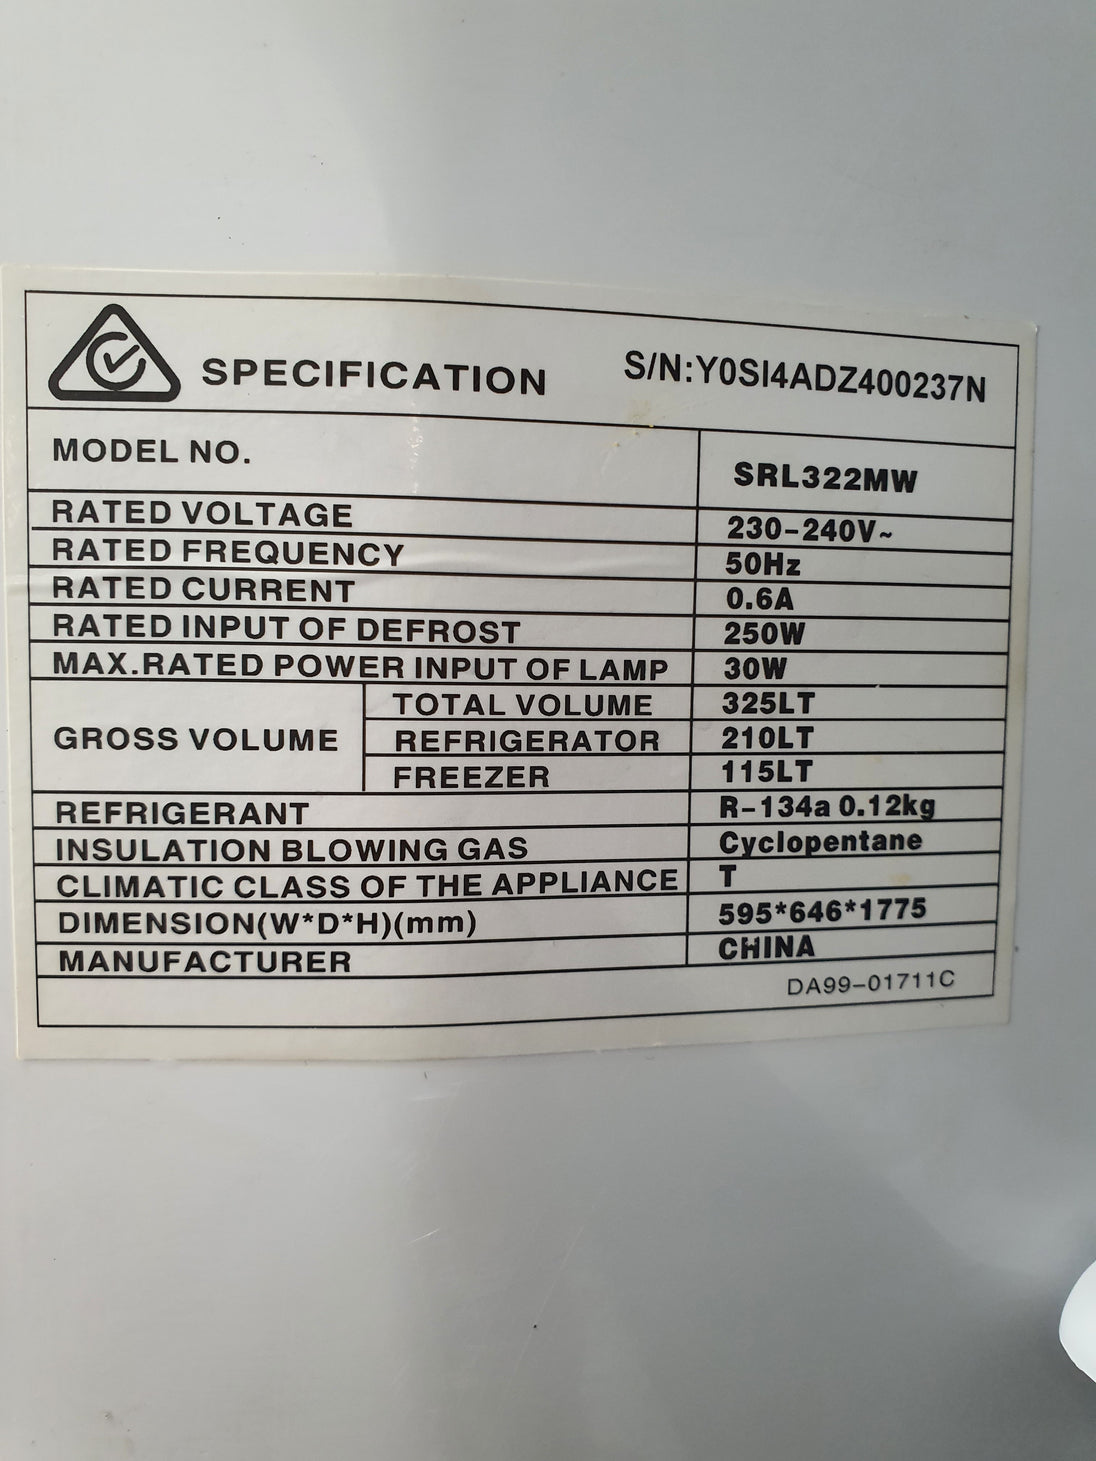 SPECIFICATION S/N:Y0SI4ADZ400237N
MODEL NO. SRL322MW
RATED VOLTAGE 230-240V~
RATED FREQUENCY 50Hz
RATED CURRENT 0.6A
RATED INPUT OF DEFROST 250W
MAX.RATED POWER INPUT OF LAMP 30W
GROSS VOLUME TOTAL VOLUME 325LT
REFRIGERATOR 210LT
FREEZER 115LT
REFRIGERANT R-134a 0.12kg
INSULATION BLOWING GAS Cyclopentane
CLIMATIC CLASS OF THE APPLIANCE T
DIMENSION(W*D*H)(mm) 595*646*1775
MANUFACTURER CHINA
DA99-01711C